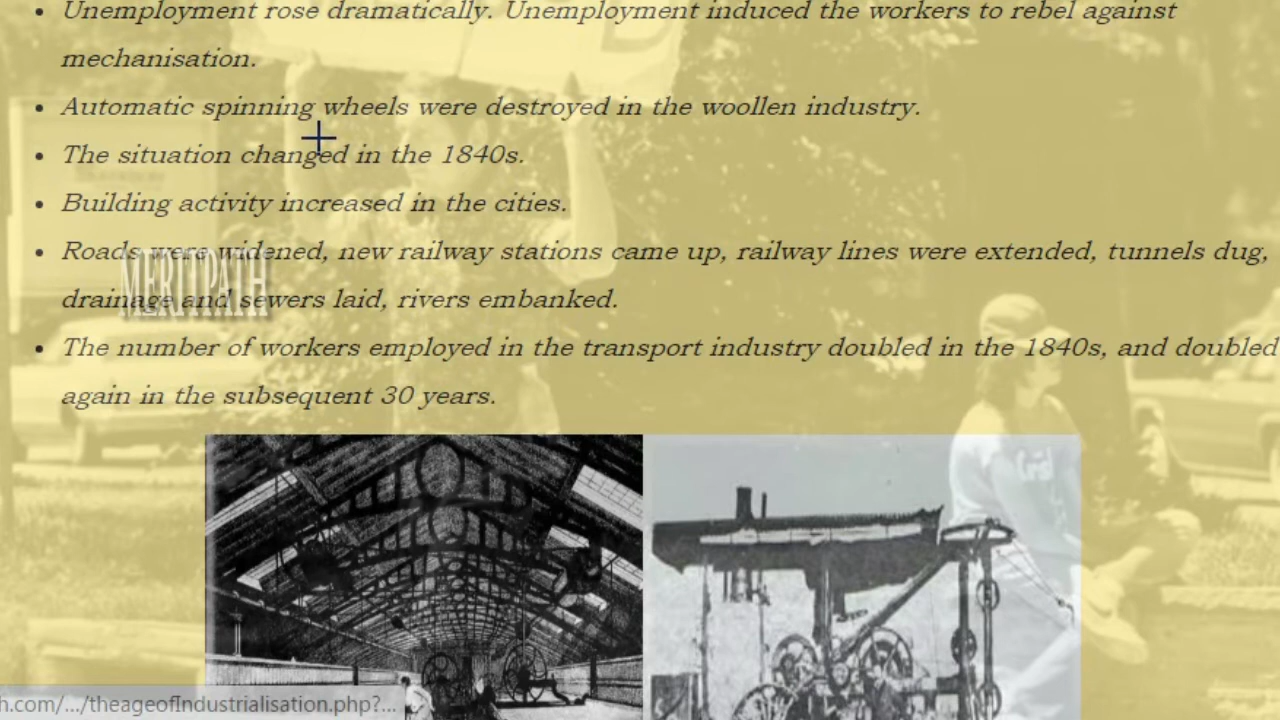 Unemployment rose dramatically. Unemployment induced the workers to rebel against
mechanisation.
Automatic spinning wheels were destroyed in the woollen industry.
The situation changed in the 1840s.
Building activity increased in the cities.
Roads were widened, new railway stations came up, railway lines were extended, tunnels dug,
drainage and sewers laid, rivers embanked.
MERITPATH
The number of workers employed in the transport industry doubled in the 1840s, and doubled
again in the subsequent 30 years.
h.com/.../theageofIndustrialisation.php?...